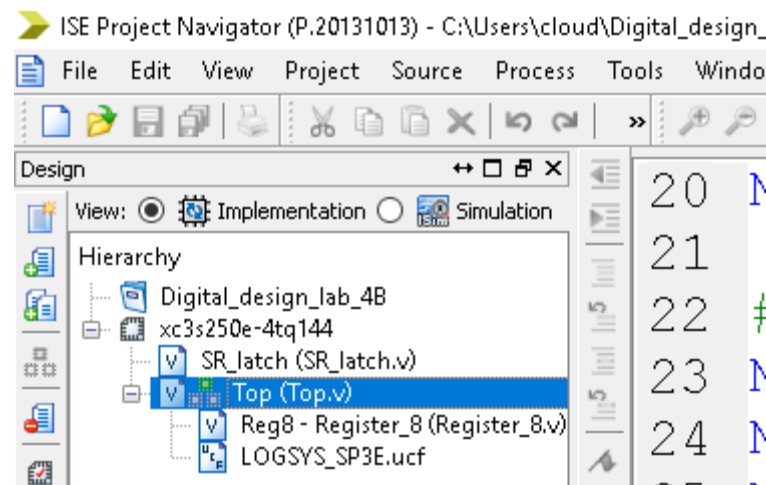 ISE Project Navigator (P.20131013) - C:\Users\cloud\Digital_design_
File Edit View Project Source Process Tools Windo
»
Design
View: Implementation Simulation
Hierarchy
Digital_design_lab_4B
xc3s250e-4tq144
SR_latch (SR_latch.v)
Top (Top.v)
Reg8 - Register_8 (Register_8.v)
LOGSYS_SP3E.ucf
20 N
21
22 #
23 N
24 N